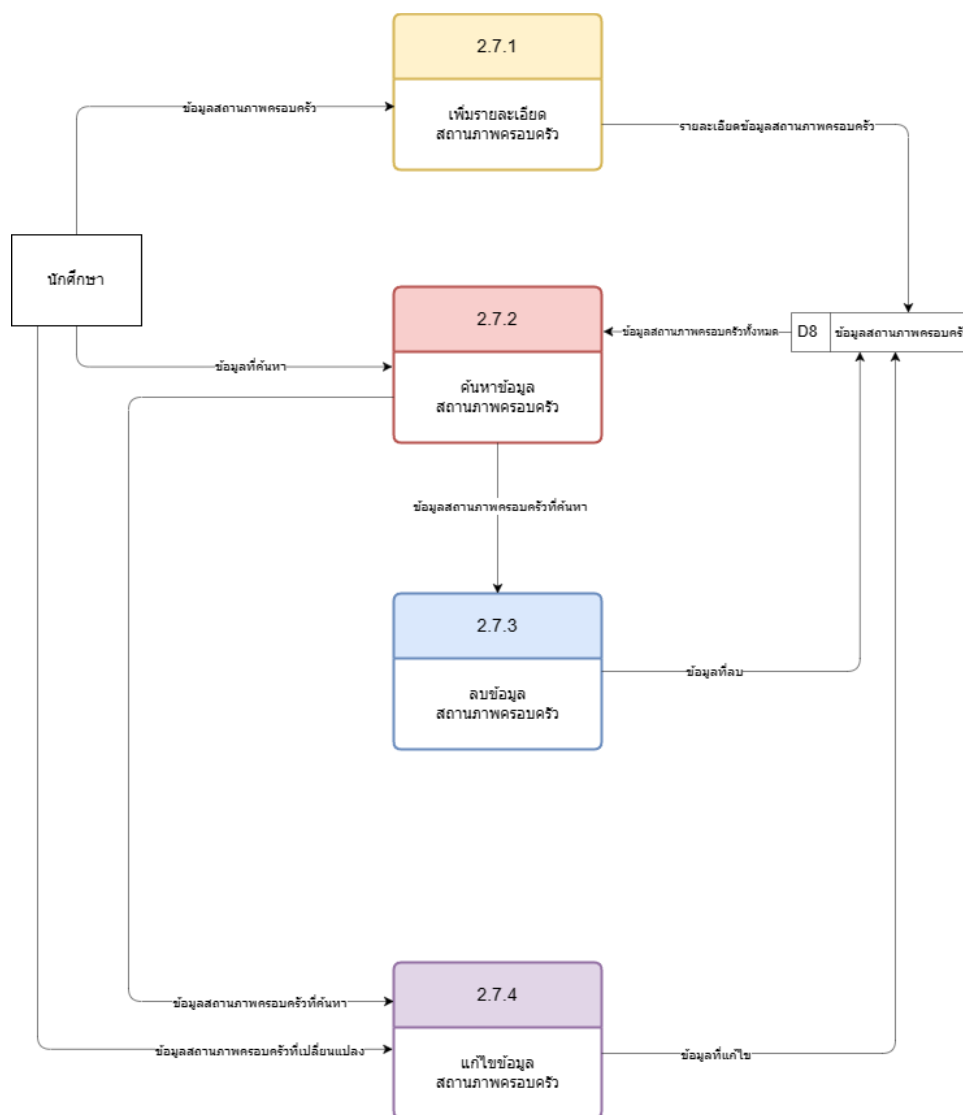 2.7.1
ข้อมูลสถานภาพครอบครัว
เพิ่มรายละเอียด
สถานภาพครอบครัว
รายละเอียดข้อมูลสถานภาพครอบครัว
นักศึกษา
2.7.2
ข้อมูลสถานภาพครอบครัวทั้งหมด
D8
ข้อมูลสถานภาพครอบครัว
ข้อมูลที่ค้นหา
ค้นหาข้อมูล
สถานภาพครอบครัว
ข้อมูลสถานภาพครอบครัวที่ค้นหา
2.7.3
ข้อมูลที่ลบ
ลบข้อมูล
สถานภาพครอบครัว
2.7.4
ข้อมูลสถานภาพครอบครัวที่ค้นหา
ข้อมูลสถานภาพครอบครัวที่เปลี่ยนแปลง
แก้ไขข้อมูล
สถานภาพครอบครัว
ข้อมูลที่แก้ไข